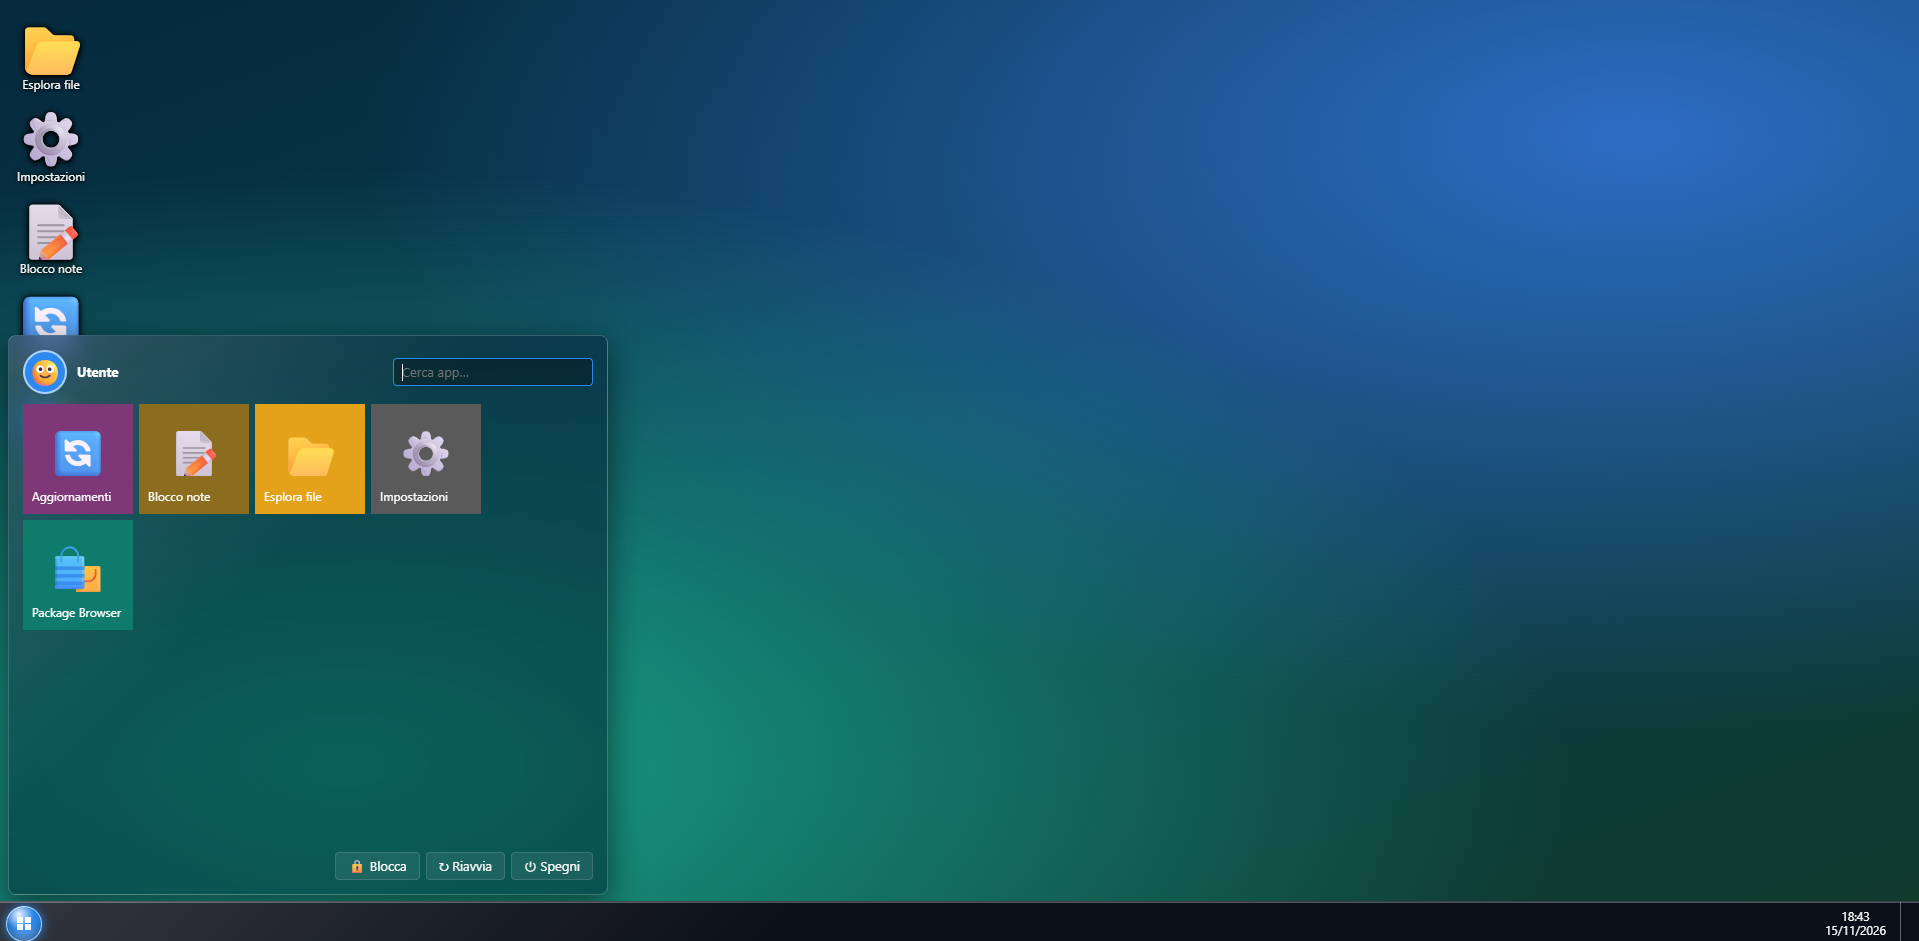 Esplora file
Impostazioni
Blocco note
Utente
Cerca app...
Aggiornamenti
Blocco note
Esplora file
Impostazioni
Package Browser
Blocca
Riavvia
Spegni
18:43
15/11/2026